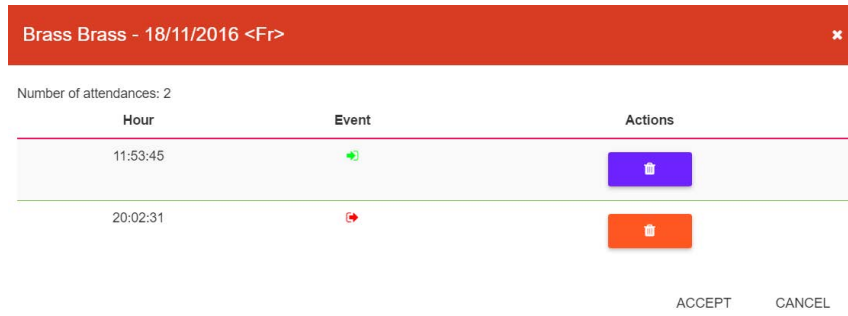 Brass Brass - 18/11/2016 <Fr>
Number of attendances: 2
Hour Event Actions
11:53:45
20:02:31
ACCEPT CANCEL